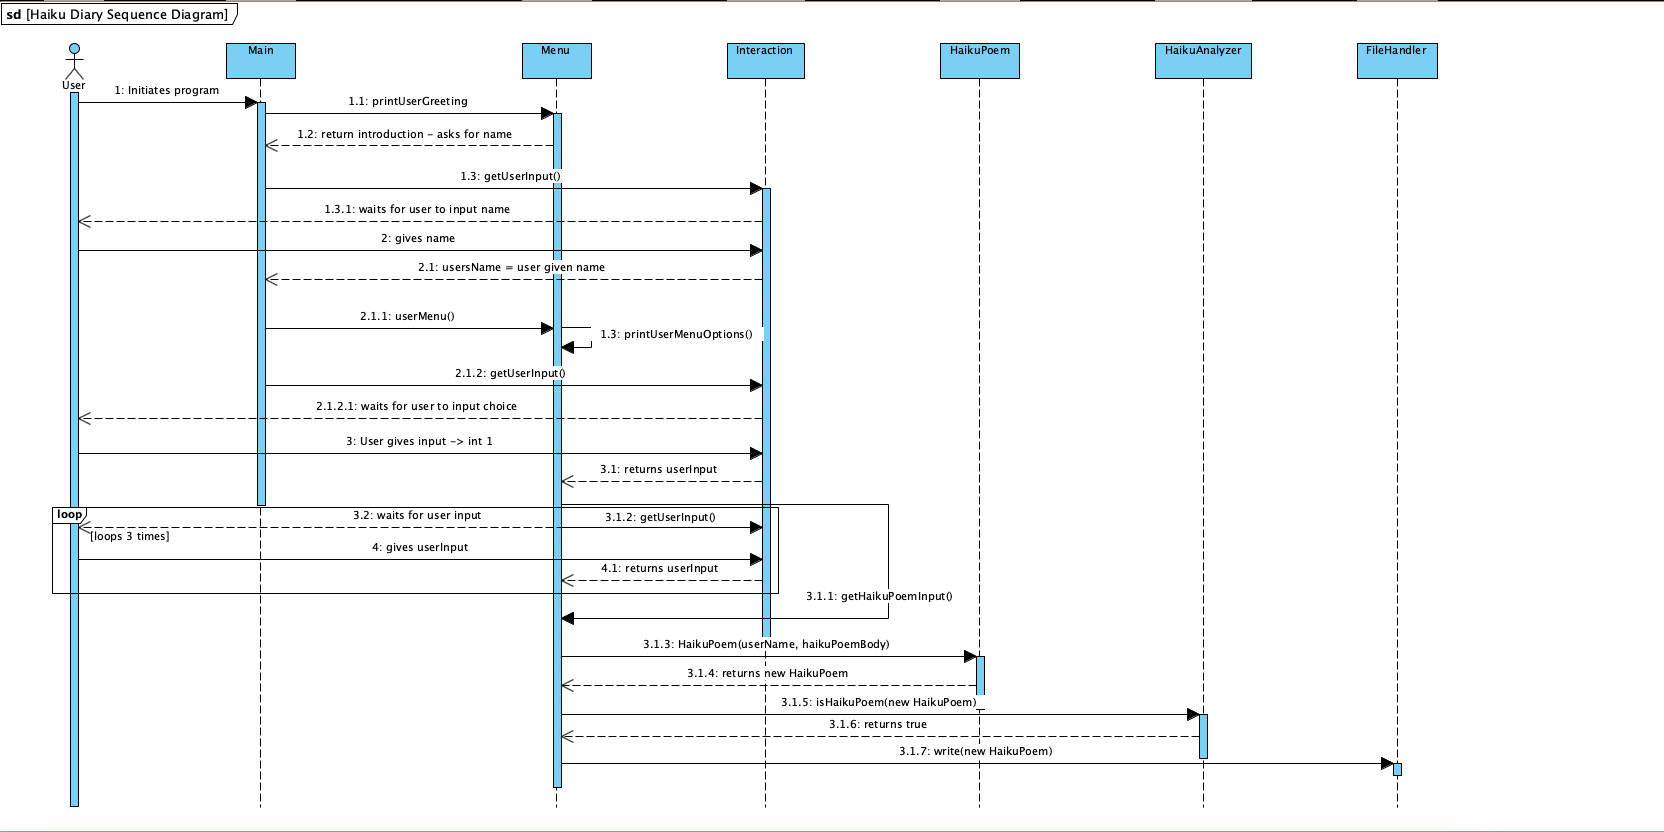 sd [Haiku Diary Sequence Diagram]
Main
Menu
Interaction
HaikuPoem
HaikuAnalyzer
FileHandler
User
1: Initiates program
1.1: printUserGreeting
1.2: return introduction - asks for name
1.3: getUserInput()
1.3.1: waits for user to input name
2: gives name
2.1: usersName = user given name
2.1.1: userMenu()
1.3: printUserMenuOptions()
2.1.2: getUserInput()
2.1.2.1: waits for user to input choice
3: User gives input -> int 1
3.1: returns userInput
loop
3.2: waits for user input
3.1.2: getUserInput()
[loops 3 times]
4: gives userInput
4.1: returns userInput
3.1.1: getHaikuPoemInput()
3.1.3: HaikuPoem(userName, haikuPoemBody)
3.1.4: returns new HaikuPoem
3.1.5: isHaikuPoem(new HaikuPoem)
3.1.6: returns true
3.1.7: write(new HaikuPoem)